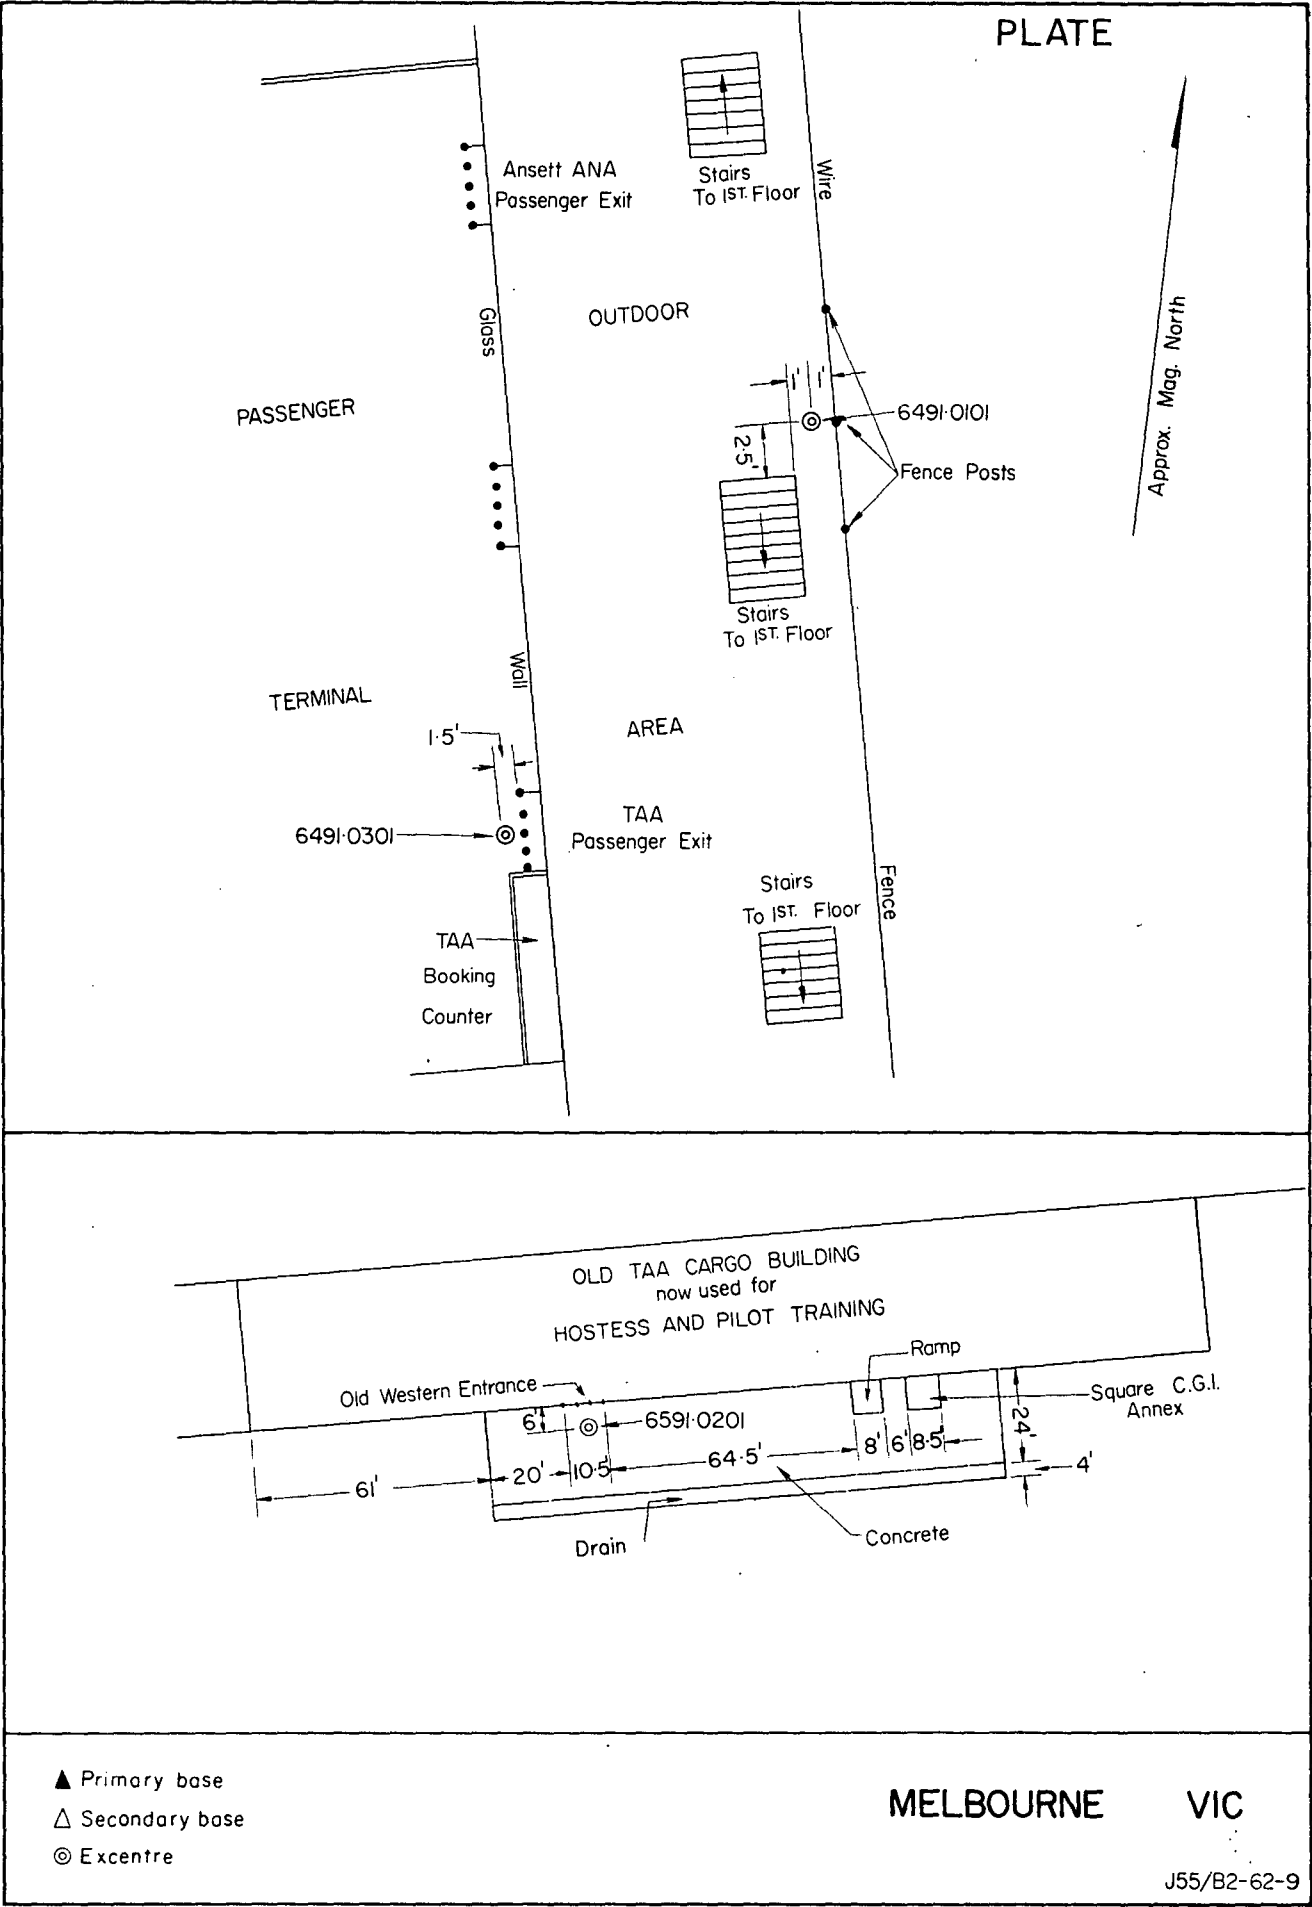 PLATE
Ansett ANA
Passenger Exit
Stairs
To 1ST. Floor
Wire
Glass
OUTDOOR
Approx. Mag. North
PASSENGER
1' 1'
6491·0101
2·5'
Fence Posts
Stairs
To 1ST. Floor
Wall
TERMINAL
1·5'
AREA
6491·0301
TAA
Passenger Exit
Fence
Stairs
To 1ST. Floor
TAA
Booking
Counter
OLD TAA CARGO BUILDING
now used for
HOSTESS AND PILOT TRAINING
Ramp
Old Western Entrance
Square C.G.I.
Annex
6'
6591·0201
24'
61'
20'
10·5'
64·5'
8'
6'
8·5'
4'
Drain
Concrete
Primary base
Secondary base
Excentre
MELBOURNE VIC
J55/B2-62-9